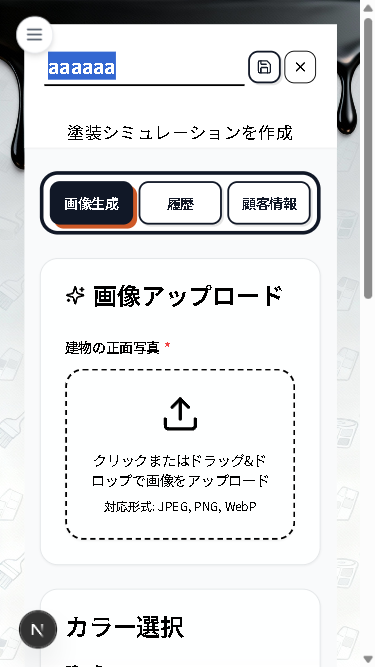 aaaaaa
塗装シミュレーションを作成
画像生成
履歴
顧客情報
画像アップロード
建物の正面写真 *
クリックまたはドラッグ&ド
ロップで画像をアップロード
対応形式: JPEG, PNG, WebP
N
カラー選択